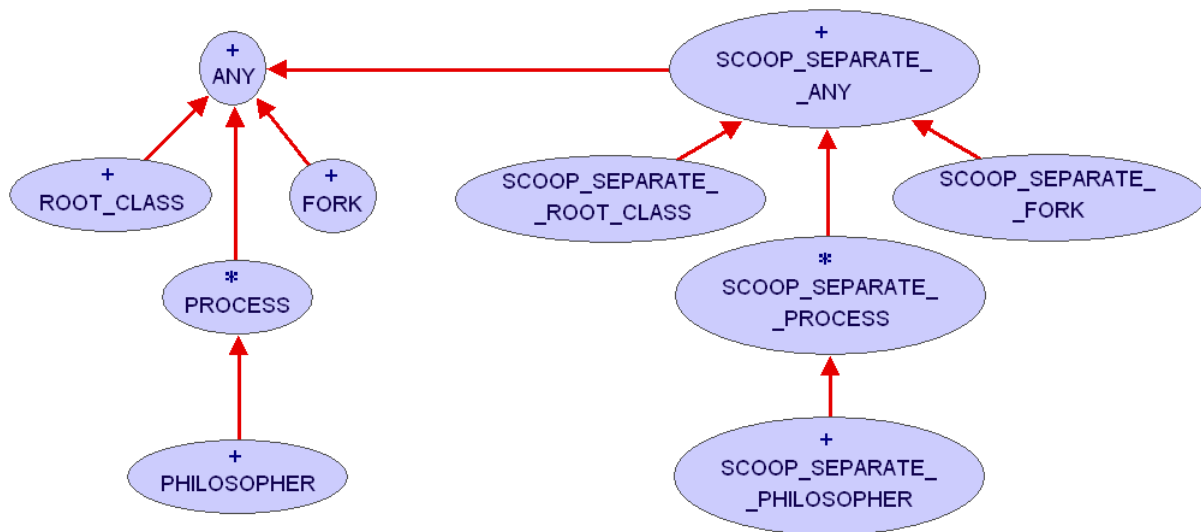 +
ANY
+
SCOOP_SEPARATE_
_ANY
+
ROOT_CLASS
+
FORK
SCOOP_SEPARATE_
_ROOT_CLASS
SCOOP_SEPARATE_
_FORK
*
PROCESS
*
SCOOP_SEPARATE_
_PROCESS
+
PHILOSOPHER
+
SCOOP_SEPARATE_
_PHILOSOPHER